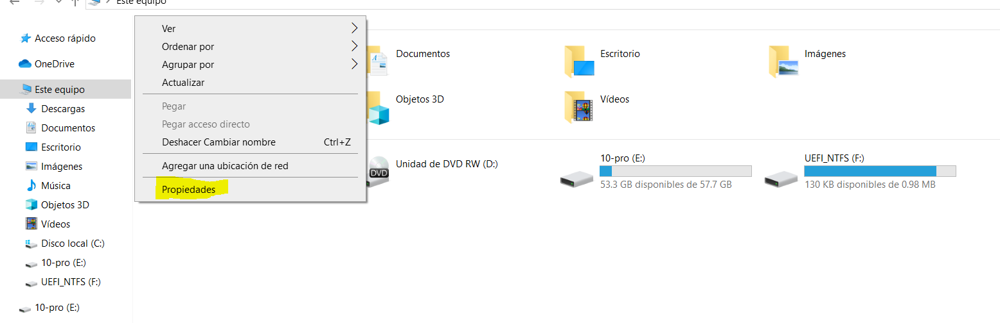 Este equipo
Acceso rápido
OneDrive
Este equipo
Descargas
Documentos
Escritorio
Imágenes
Música
Objetos 3D
Vídeos
Disco local (C:)
10-pro (E:)
UEFI_NTFS (F:)
10-pro (E:)
Ver
Ordenar por
Agrupar por
Actualizar
Pegar
Pegar acceso directo
Deshacer Cambiar nombre Ctrl+Z
Agregar una ubicación de red
Propiedades
Documentos
Escritorio
Imágenes
Objetos 3D
Vídeos
DVD
Unidad de DVD RW (D:)
10-pro (E:)
53.3 GB disponibles de 57.7 GB
UEFI_NTFS (F:)
130 KB disponibles de 0.98 MB